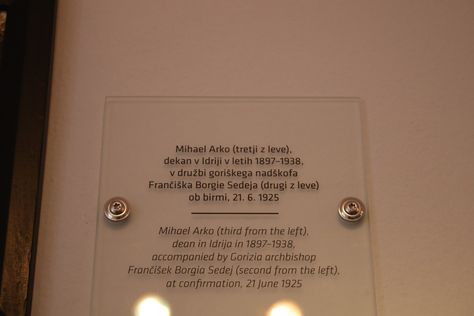 Mihael Arko (tretji z leve),
dekan v Idriji v letih 1897–1938,
v družbi goriškega nadškofa
Frančiška Borgie Sedeja (drugi z leve)
ob birmi, 21. 6. 1925
Mihael Arko (third from the left),
dean in Idrija in 1897–1938,
accompanied by Gorizia archbishop
Frančišek Borgia Sedej (second from the left),
at confirmation, 21 June 1925